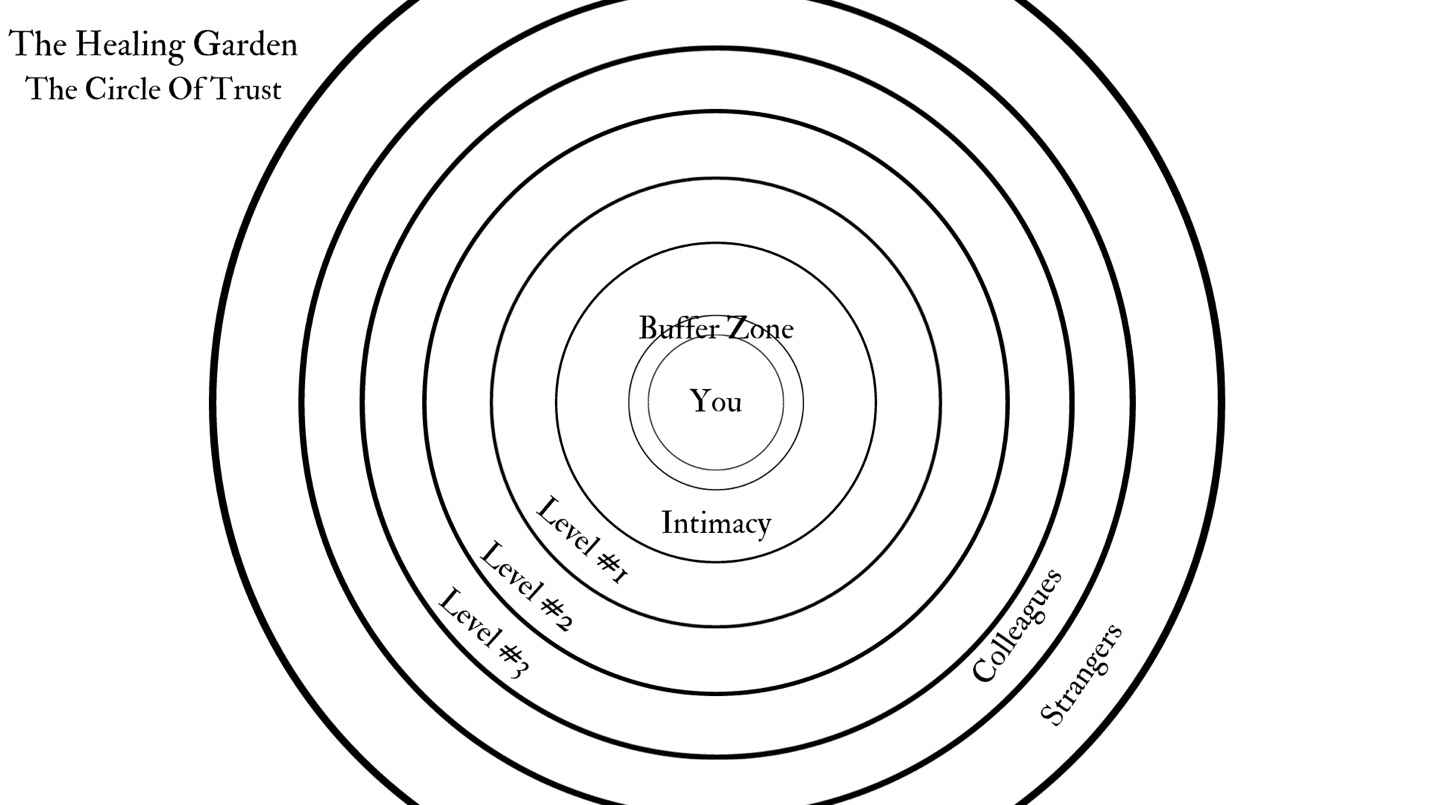 The Healing Garden
The Circle Of Trust
Buffer Zone
You
Intimacy
Level #1
Level #2
Level #3
Colleagues
Strangers